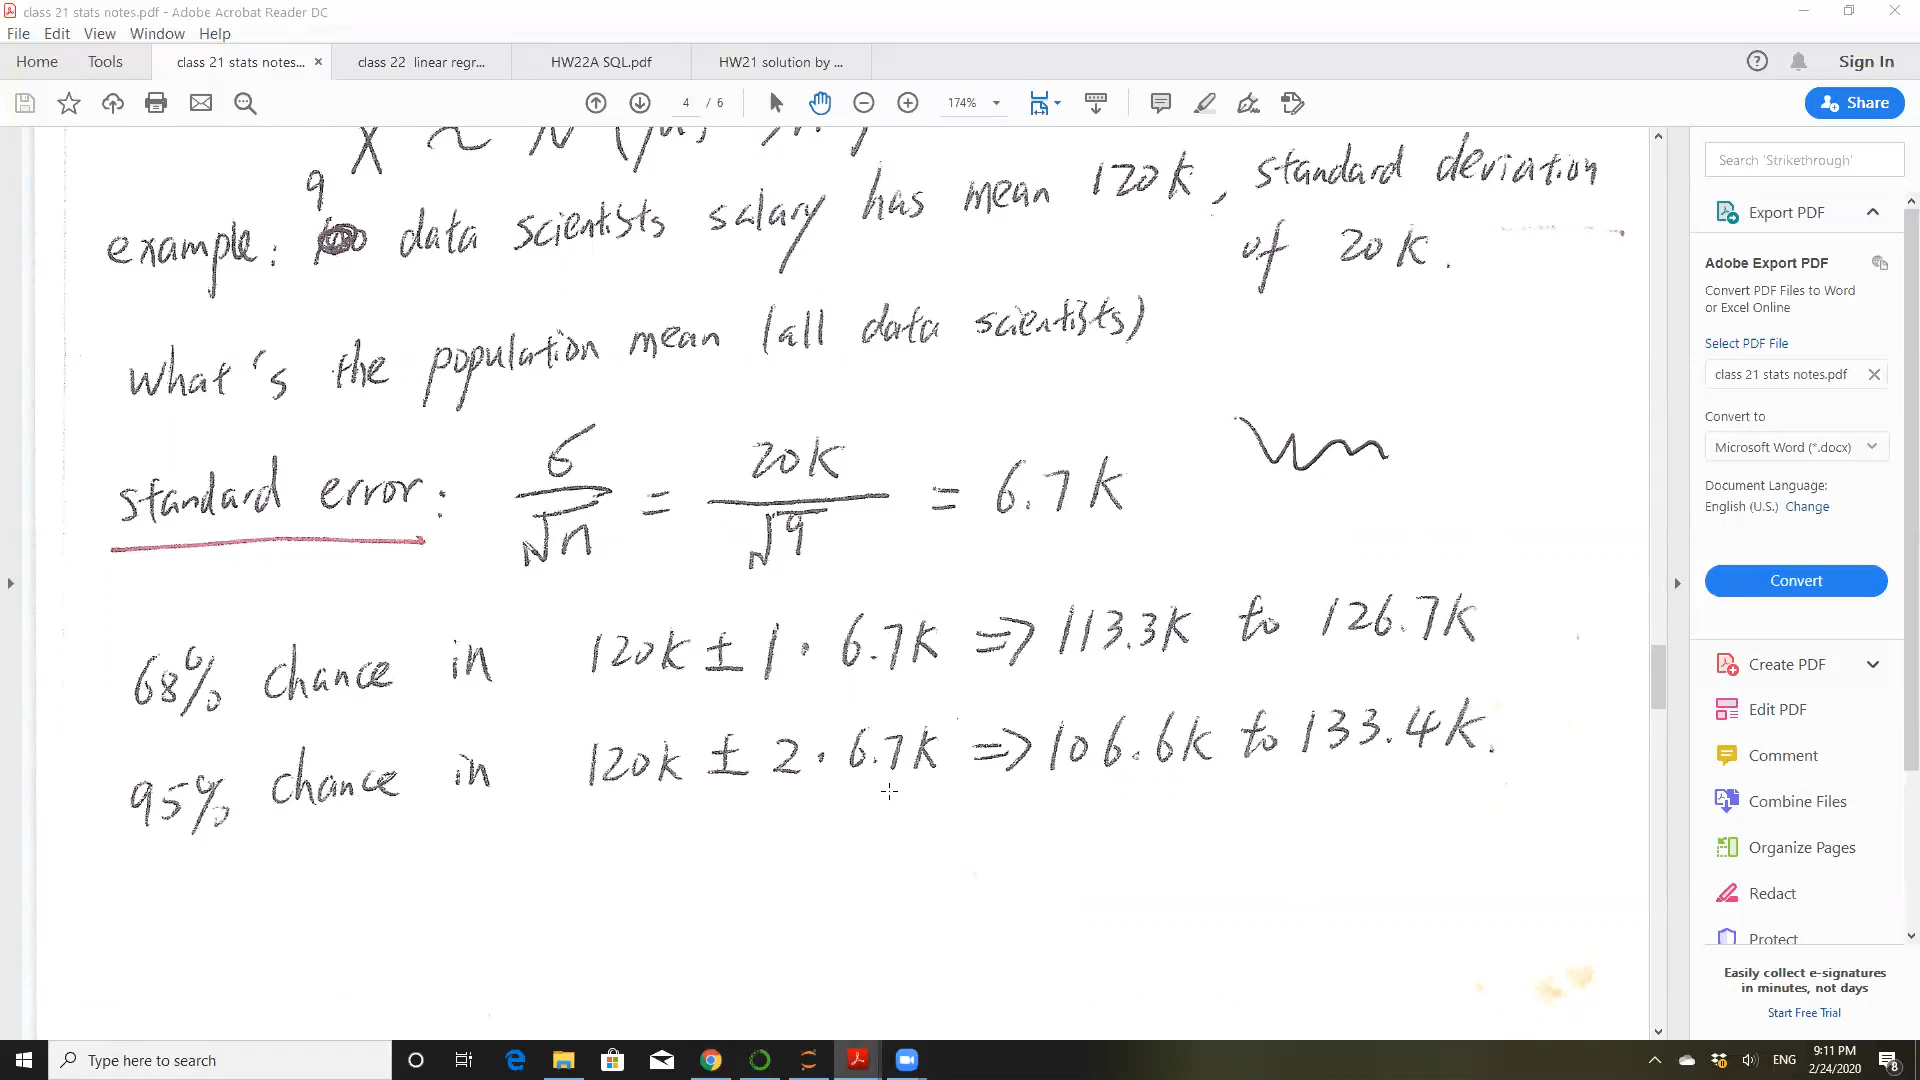 class 21 stats notes.pdf - Adobe Acrobat Reader DC
File Edit View Window Help
Home Tools class 21 stats notes... × class 22 linear regr... HW22A SQL.pdf HW21 solution by ... Sign In
4 / 6 174% Share
X ~ N (μ,
9
example: data scientists salary has mean 120K, standard deviation
of 20K.
what's the population mean (all data scientists)
standard error: σ/√n = 20K/√9 = 6.7K
68% chance in 120K ± 1 · 6.7K => 113.3K to 126.7K
95% chance in 120K ± 2 · 6.7K => 106.6K to 133.4K.
Search 'Strikethrough'
Export PDF
Adobe Export PDF
Convert PDF Files to Word
or Excel Online
Select PDF File
class 21 stats notes.pdf ×
Convert to
Microsoft Word (*.docx)
Document Language:
English (U.S.) Change
Convert
Create PDF
Edit PDF
Comment
Combine Files
Organize Pages
Redact
Protect
Easily collect e-signatures
in minutes, not days
Start Free Trial
Type here to search
ENG
9:11 PM
2/24/2020
8